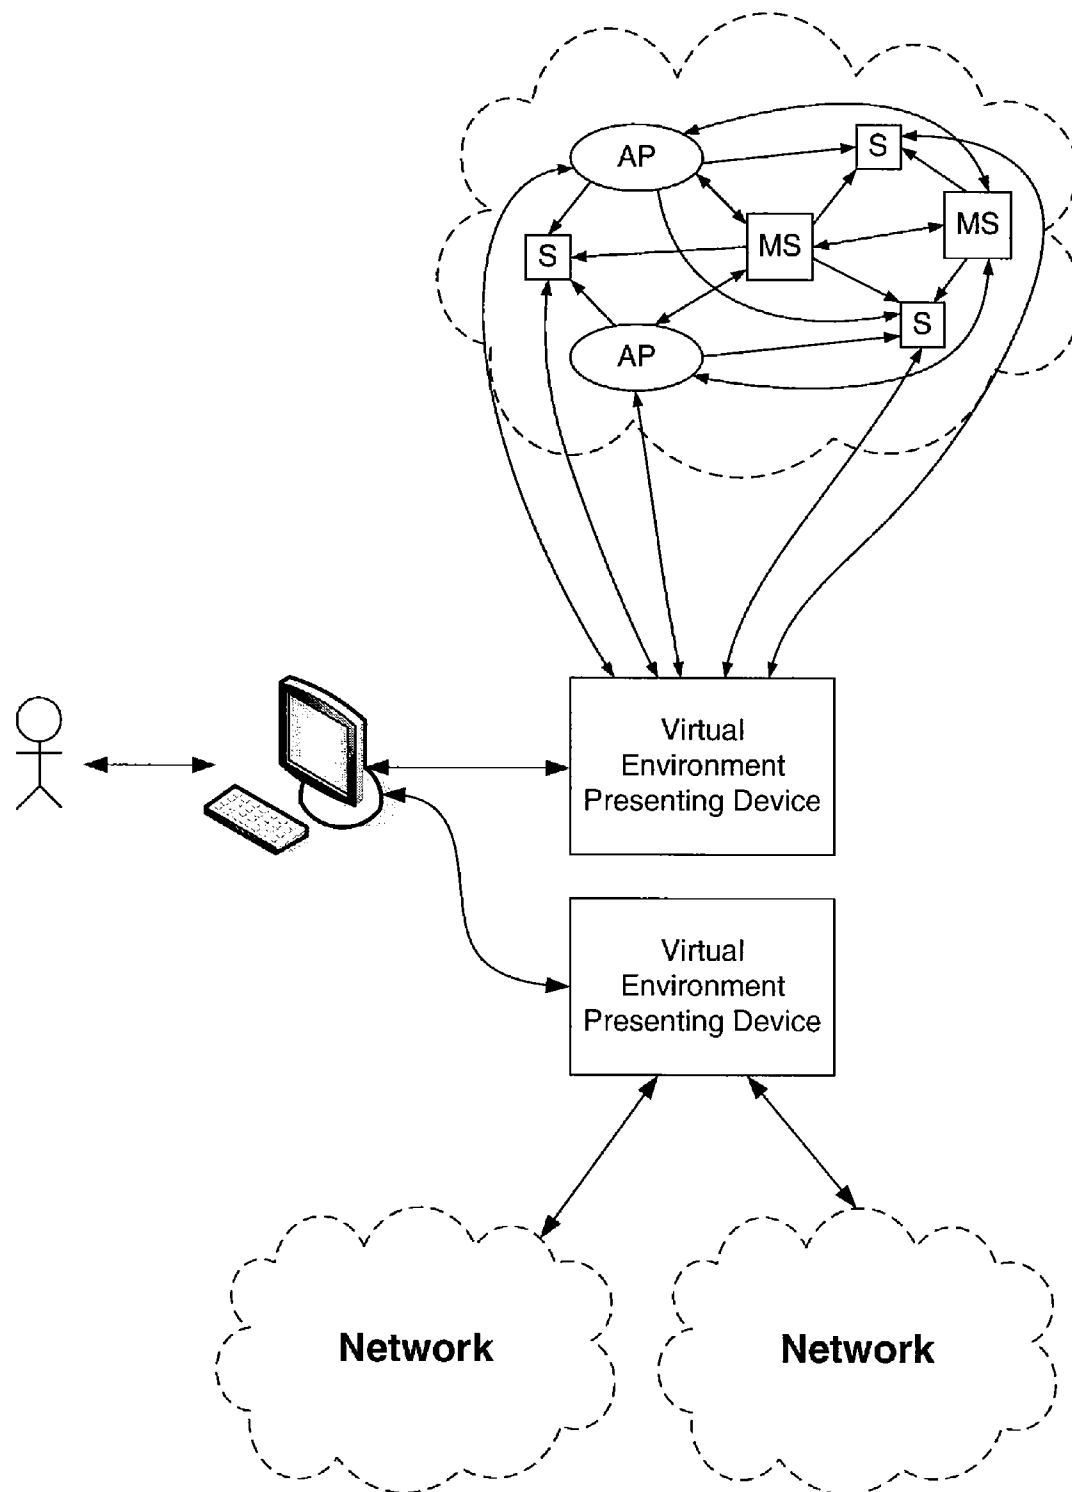 AP
S
MS
S
MS
AP
S
Virtual
Environment
Presenting Device
Virtual
Environment
Presenting Device
Network
Network